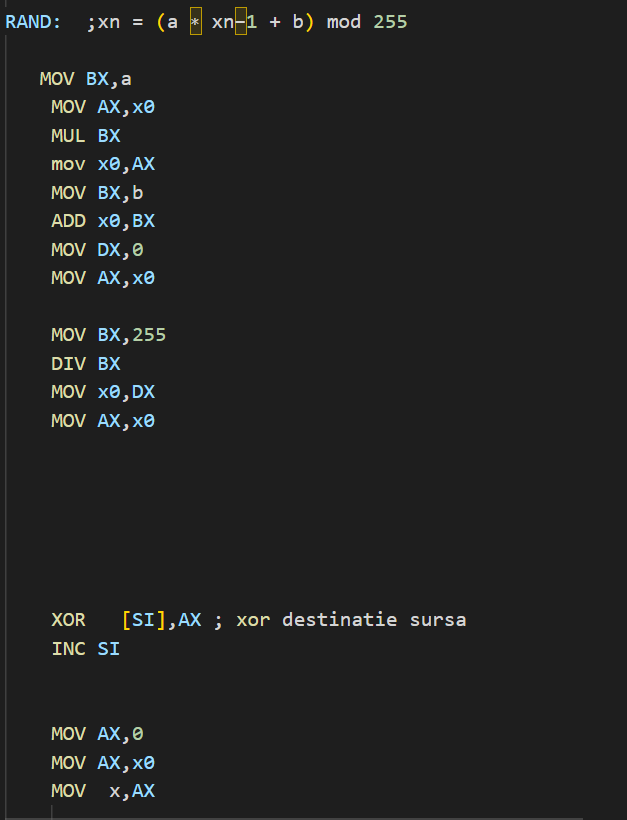 RAND:  ;xn = (a * xn-1 + b) mod 255
MOV BX,a
MOV AX,x0
MUL BX
mov x0,AX
MOV BX,b
ADD x0,BX
MOV DX,0
MOV AX,x0
MOV BX,255
DIV BX
MOV x0,DX
MOV AX,x0
XOR   [SI],AX ; xor destinatie sursa
INC SI
MOV AX,0
MOV AX,x0
MOV  x,AX